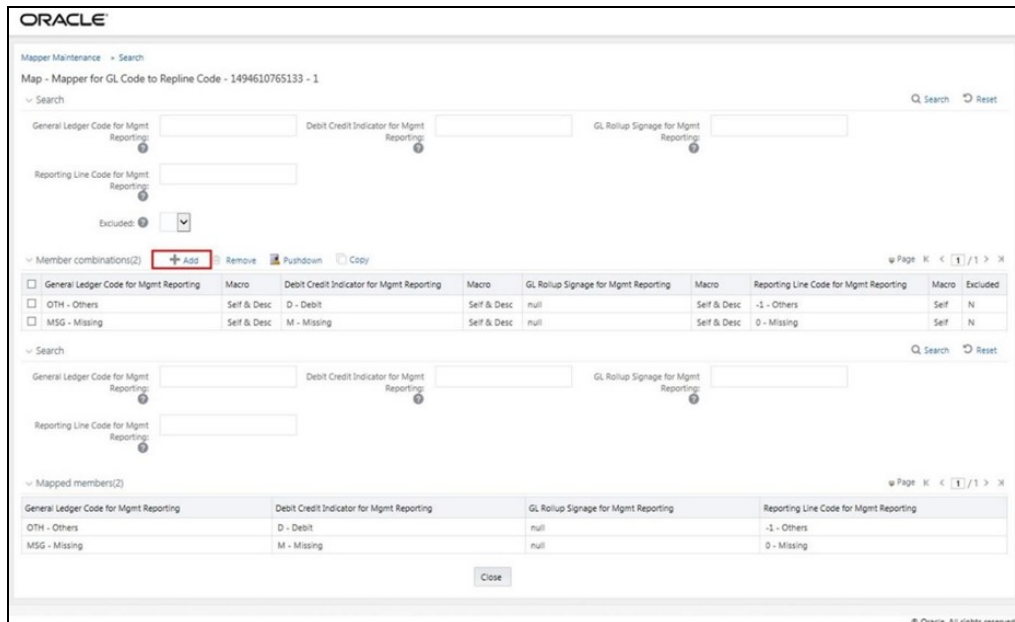 ORACLE
Mapper Maintenance » Search
Map - Mapper for GL Code to Repline Code - 1494610765133 - 1
Search
Search Reset
General Ledger Code for Mgmt Reporting:
Debit Credit Indicator for Mgmt Reporting:
GL Rollup Signage for Mgmt Reporting:
Reporting Line Code for Mgmt Reporting:
Excluded:
Member combinations(2) Add Remove Pushdown Copy Page 1 / 1
General Ledger Code for Mgmt Reporting Macro Debit Credit Indicator for Mgmt Reporting Macro GL Rollup Signage for Mgmt Reporting Macro Reporting Line Code for Mgmt Reporting Macro Excluded
OTH - Others Self & Desc D - Debit Self & Desc null Self & Desc -1 - Others Self N
MSG - Missing Self & Desc M - Missing Self & Desc null Self & Desc 0 - Missing Self N
Search
Search Reset
General Ledger Code for Mgmt Reporting:
Debit Credit Indicator for Mgmt Reporting:
GL Rollup Signage for Mgmt Reporting:
Reporting Line Code for Mgmt Reporting:
Mapped members(2) Page 1 / 1
General Ledger Code for Mgmt Reporting Debit Credit Indicator for Mgmt Reporting GL Rollup Signage for Mgmt Reporting Reporting Line Code for Mgmt Reporting
OTH - Others D - Debit null -1 - Others
MSG - Missing M - Missing null 0 - Missing
Close
© Oracle. All rights reserved